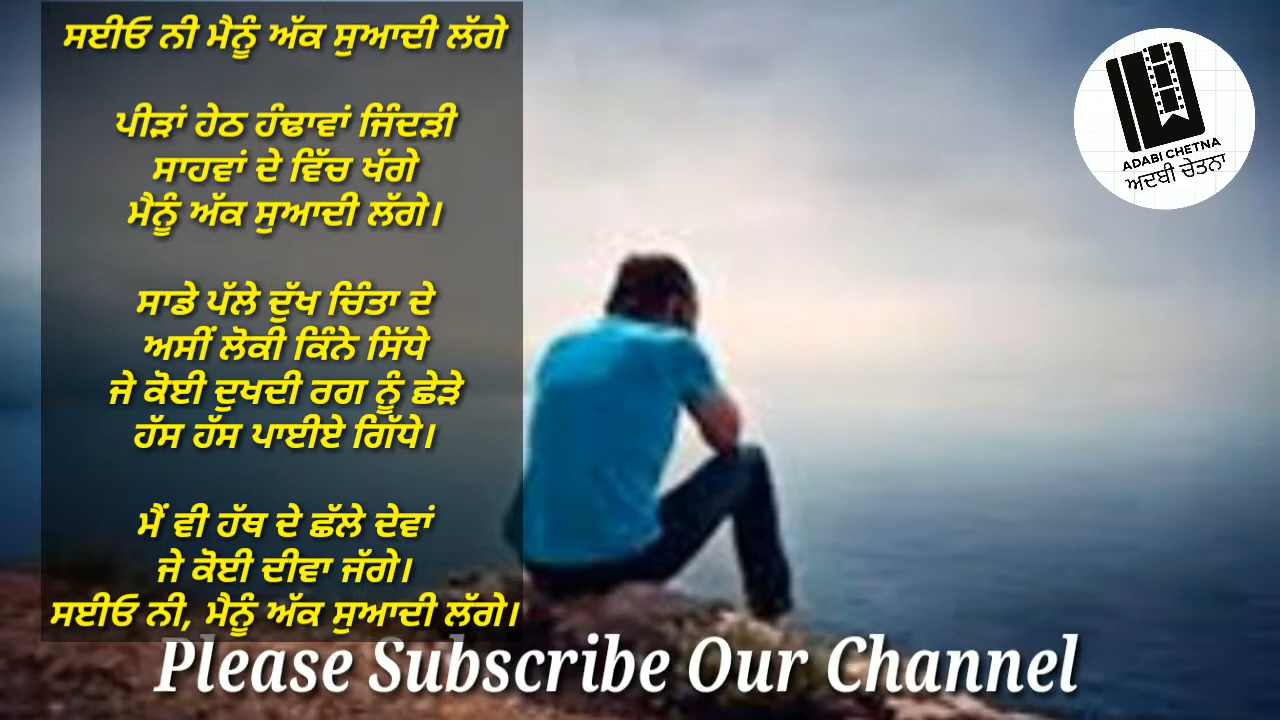 ਸਈਓ ਨੀ ਮੈਨੂੰ ਅੱਕ ਸੁਆਦੀ ਲੱਗੇ
ਪੀੜਾਂ ਹੇਠ ਹੰਢਾਵਾਂ ਜਿੰਦੜੀ
ਸਾਹਵਾਂ ਦੇ ਵਿੱਚ ਖੱਗੇ
ਮੈਨੂੰ ਅੱਕ ਸੁਆਦੀ ਲੱਗੇ।
ਸਾਡੇ ਪੱਲੇ ਦੁੱਖ ਚਿੰਤਾ ਦੇ
ਅਸੀਂ ਲੋਕੀ ਕਿੰਨੇ ਸਿੱਧੇ
ਜੇ ਕੋਈ ਦੁਖਦੀ ਰਗ ਨੂੰ ਛੇੜੇ
ਹੱਸ ਹੱਸ ਪਾਈਏ ਗਿੱਧੇ।
ਮੈਂ ਵੀ ਹੱਥ ਦੇ ਛੱਲੇ ਦੇਵਾਂ
ਜੇ ਕੋਈ ਦੀਵਾ ਜੱਗੇ।
ਸਈਓ ਨੀ, ਮੈਨੂੰ ਅੱਕ ਸੁਆਦੀ ਲੱਗੇ।
Please Subscribe Our Channel
ADABI CHETNA
ਅਦਬੀ ਚੇਤਨਾ